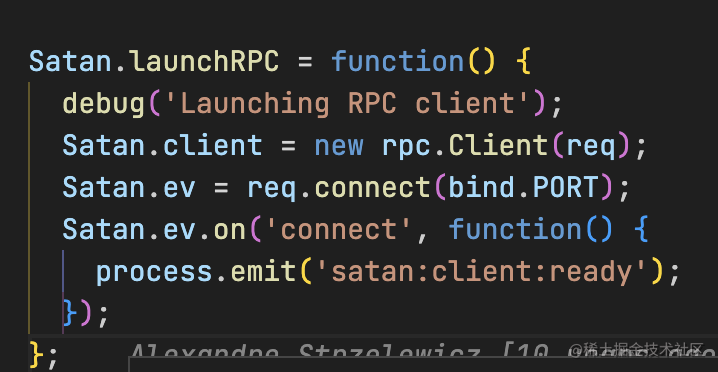 Satan.launchRPC = function() {
debug('Launching RPC client');
Satan.client = new rpc.Client(req);
Satan.ev = req.connect(bind.PORT);
Satan.ev.on('connect', function() {
process.emit('satan:client:ready');
});
};
Alexandre Strzelewicz [10
@稀土掘金技术社区